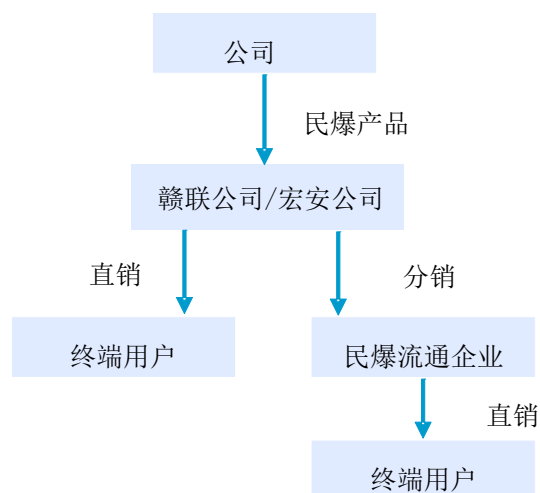 公司
民爆产品
赣联公司/宏安公司
直销
分销
终端用户
民爆流通企业
直销
终端用户